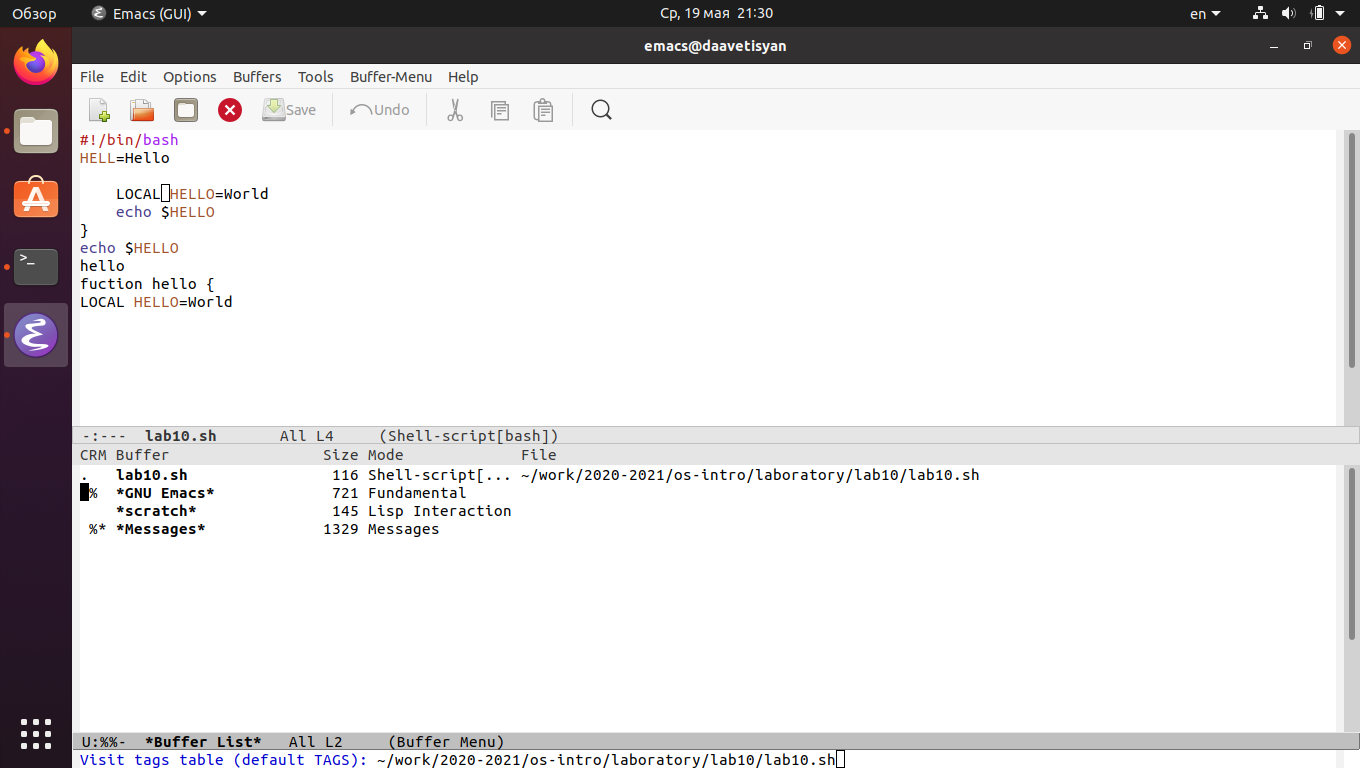 Обзор Emacs (GUI) Ср, 19 мая 21:30 en
emacs@daavetisyan
File Edit Options Buffers Tools Buffer-Menu Help
Save Undo
#!/bin/bash
HELL=Hello
LOCAL HELLO=World
echo $HELLO
}
echo $HELLO
hello
fuction hello {
LOCAL HELLO=World
-:--- lab10.sh All L4 (Shell-script[bash])
CRM Buffer Size Mode File
. lab10.sh 116 Shell-script[... ~/work/2020-2021/os-intro/laboratory/lab10/lab10.sh
% *GNU Emacs* 721 Fundamental
*scratch* 145 Lisp Interaction
%* *Messages* 1329 Messages
U:%%- *Buffer List* All L2 (Buffer Menu)
Visit tags table (default TAGS): ~/work/2020-2021/os-intro/laboratory/lab10/lab10.sh